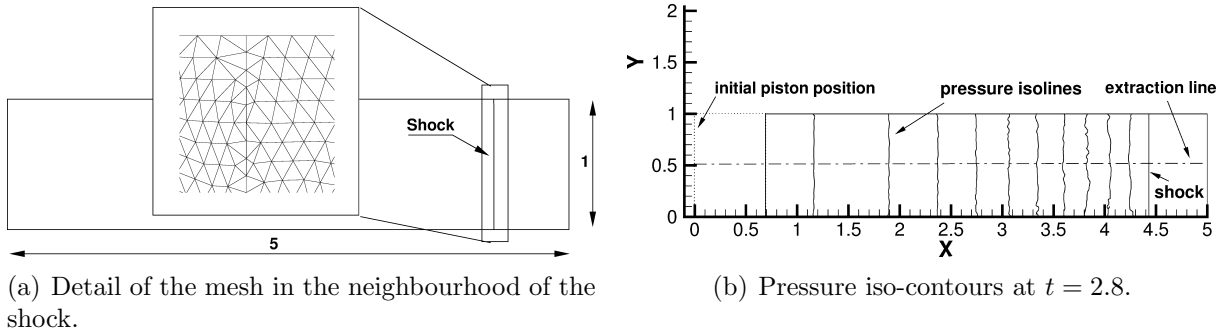 Shock
1
5
(a) Detail of the mesh in the neighbourhood of the
shock.
Y
2
1.5
1
0.5
0
initial piston position
pressure isolines
extraction line
shock
0 0.5 1 1.5 2 2.5 3 3.5 4 4.5 5
X
(b) Pressure iso-contours at t = 2.8.